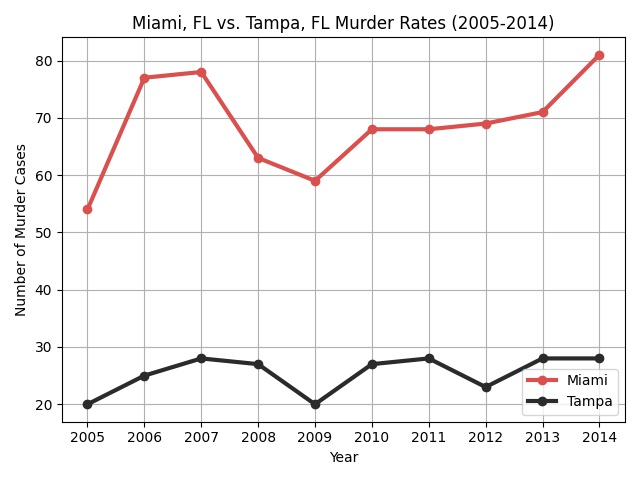 Miami, FL vs. Tampa, FL Murder Rates (2005-2014)
Number of Murder Cases
80
70
60
50
40
30
20
Miami
Tampa
2005 2006 2007 2008 2009 2010 2011 2012 2013 2014
Year